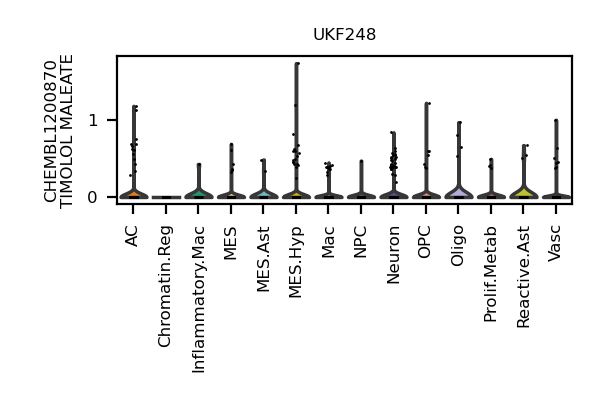 UKF248
CHEMBL1200870
TIMOLOL MALEATE
1
0
AC
Chromatin.Reg
Inflammatory.Mac
MES
MES.Ast
MES.Hyp
Mac
NPC
Neuron
OPC
Oligo
Prolif.Metab
Reactive.Ast
Vasc